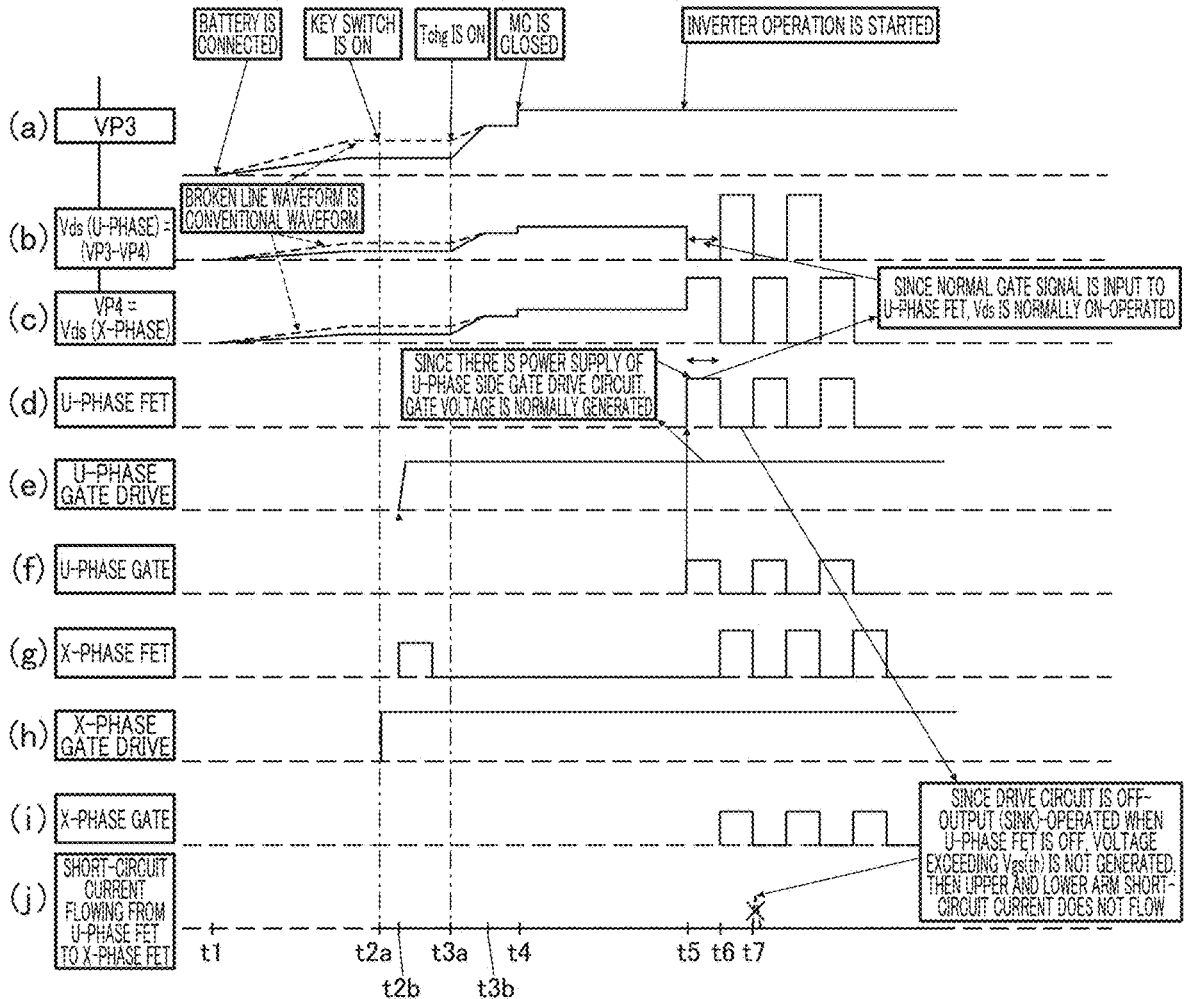 BATTERY IS
CONNECTED
KEY SWITCH
IS ON
Tchg IS ON
MC IS
CLOSED
INVERTER OPERATION IS STARTED
(a)
VP3
BROKEN LINE WAVEFORM IS
CONVENTIONAL WAVEFORM
(b)
Vds (U-PHASE) =
(VP3-VP4)
SINCE NORMAL GATE SIGNAL IS INPUT TO
U-PHASE FET, Vds IS NORMALLY ON-OPERATED
(c)
VP4 =
Vds (X-PHASE)
SINCE THERE IS POWER SUPPLY OF
U-PHASE SIDE GATE DRIVE CIRCUIT,
GATE VOLTAGE IS NORMALLY GENERATED
(d)
U-PHASE FET
(e)
U-PHASE
GATE DRIVE
(f)
U-PHASE GATE
(g)
X-PHASE FET
(h)
X-PHASE
GATE DRIVE
(i)
X-PHASE GATE
SINCE DRIVE CIRCUIT IS OFF-
OUTPUT (SINK)-OPERATED WHEN
U-PHASE FET IS OFF, VOLTAGE
EXCEEDING Vgs(th) IS NOT GENERATED,
THEN UPPER AND LOWER ARM SHORT-
CIRCUIT CURRENT DOES NOT FLOW
(j)
SHORT-CIRCUIT
CURRENT
FLOWING FROM
U-PHASE FET
TO X-PHASE FET
t1
t2a
t3a
t4
t5
t6
t7
t2b
t3b